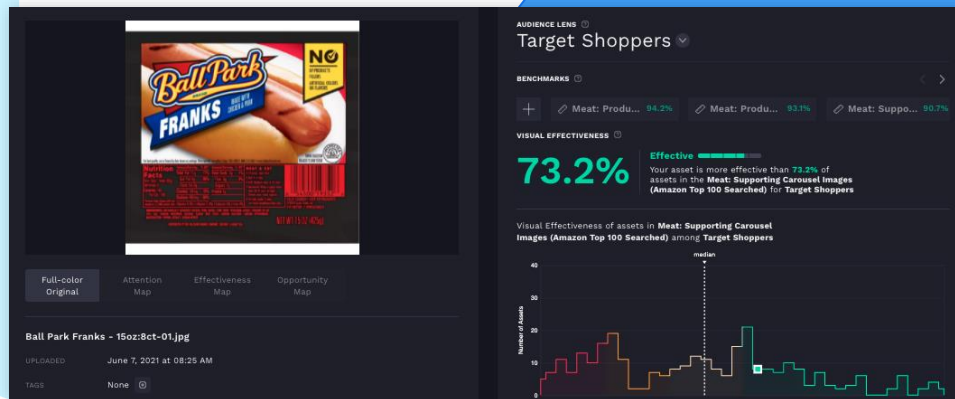 Ball Park
FRANKS
MADE WITH
CHICKEN & PORK
NO
Nutrition
Facts
NET WT 15 OZ (425g)
Full-color
Original
Attention
Map
Effectiveness
Map
Opportunity
Map
Ball Park Franks - 15oz:8ct-01.jpg
UPLOADED June 7, 2021 at 08:25 AM
TAGS None
AUDIENCE LENS
Target Shoppers
BENCHMARKS
Meat: Produ... 94.2% Meat: Produ... 93.1% Meat: Suppo... 90.7%
VISUAL EFFECTIVENESS
73.2%
Effective
Your asset is more effective than 73.2% of
assets in the Meat: Supporting Carousel Images
(Amazon Top 100 Searched) for Target Shoppers
Visual Effectiveness of assets in Meat: Supporting Carousel
Images (Amazon Top 100 Searched) among Target Shoppers
median
Number of Assets
40
30
20
10
0